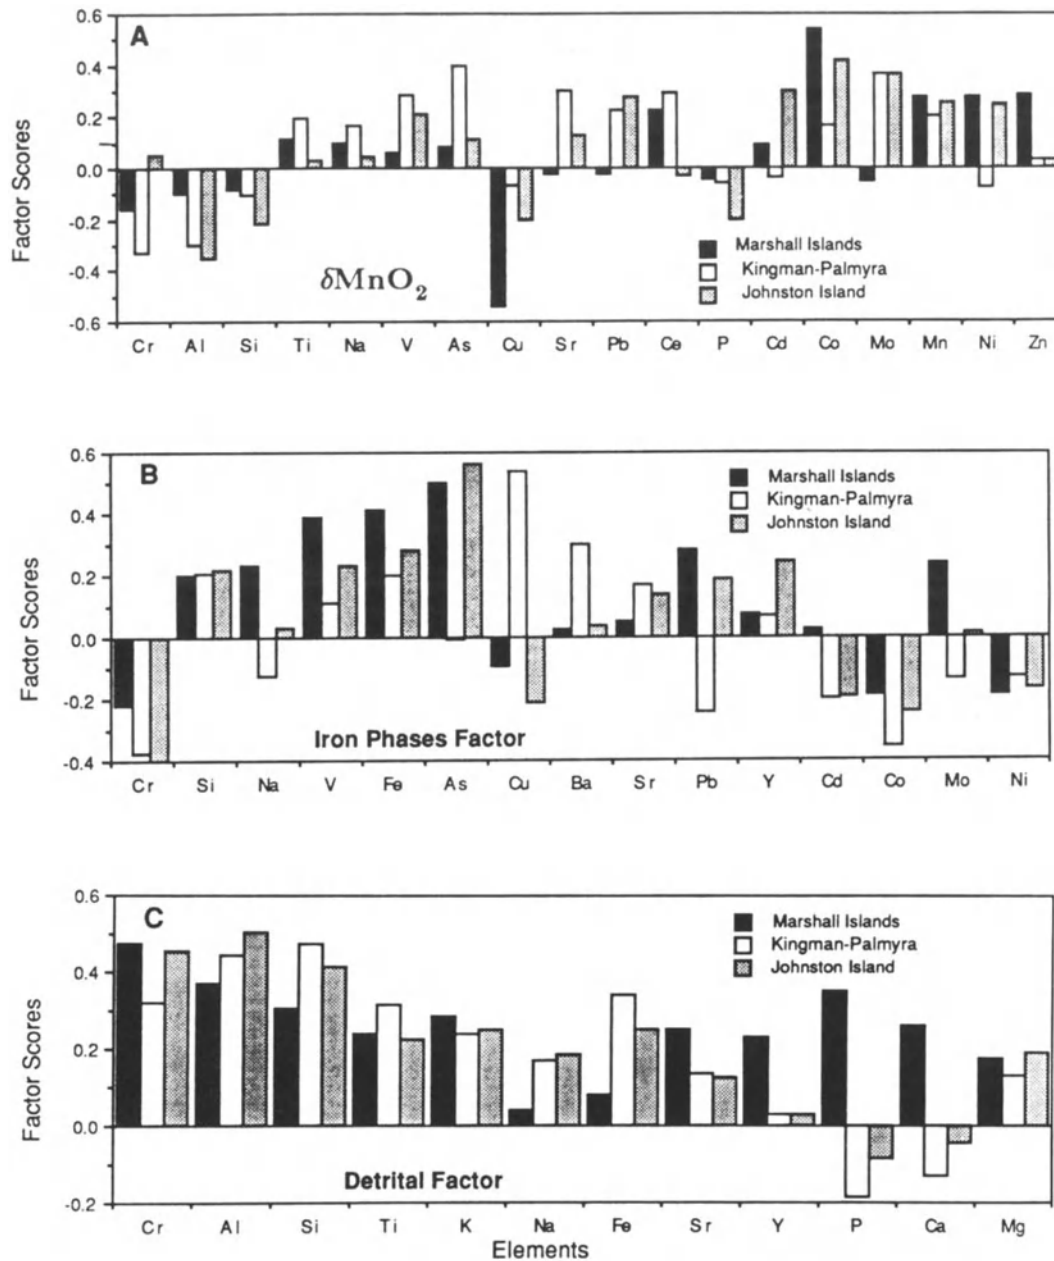 A
0.6
0.4
0.2
0.0
-0.2
-0.4
-0.6
Factor Scores
Marshall Islands
Kingman-Palmyra
Johnston Island
δMnO2
Cr Al Si Ti Na V As Cu Sr Pb Ce P Cd Co Mo Mn Ni Zn
B
0.6
0.4
0.2
0.0
-0.2
-0.4
Factor Scores
Marshall Islands
Kingman-Palmyra
Johnston Island
Iron Phases Factor
Cr Si Na V Fe As Cu Ba Sr Pb Y Cd Co Mo Ni
C
0.6
0.4
0.2
0.0
-0.2
Factor Scores
Marshall Islands
Kingman-Palmyra
Johnston Island
Detrital Factor
Cr Al Si Ti K Na Fe Sr Y P Ca Mg
Elements